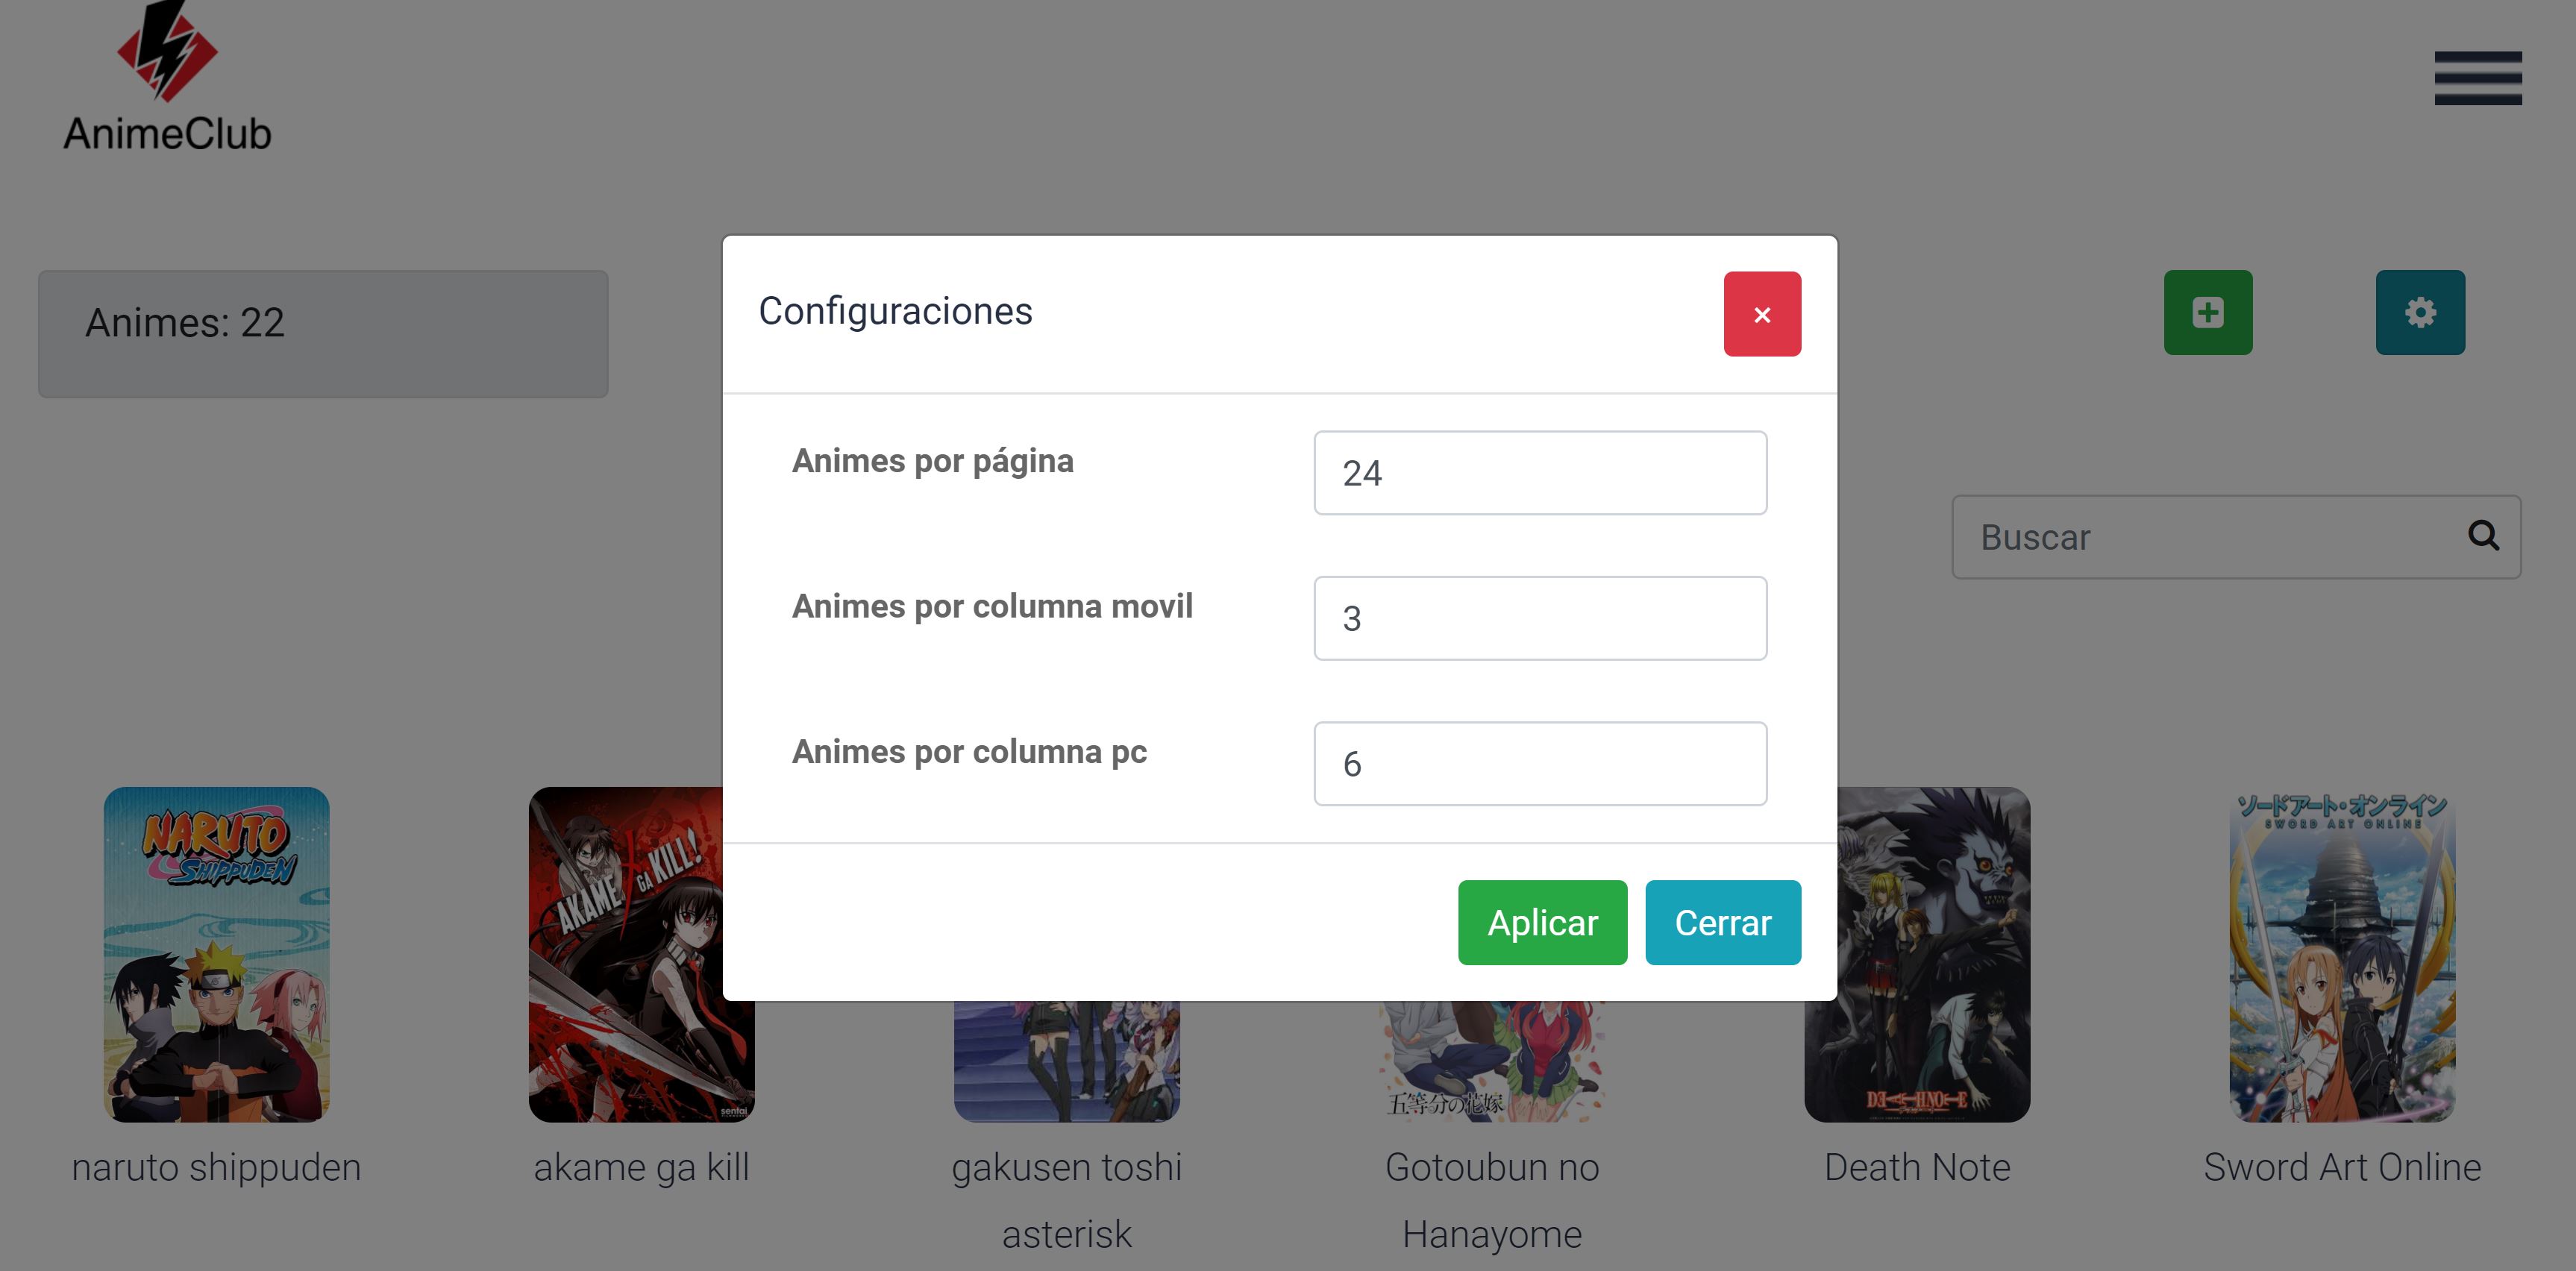 AnimeClub
Configuraciones
×
Animes: 22
Animes por página
24
Buscar
Animes por columna movil
3
Animes por columna pc
6
Aplicar
Cerrar
NARUTO
SHIPPUDEN
AKAME GA KILL!
sentai
五等分の花嫁
DEATH NOTE
ソードアート・オンライン
SWORD ART ONLINE
naruto shippuden
akame ga kill
gakusen toshi
asterisk
Gotoubun no
Hanayome
Death Note
Sword Art Online